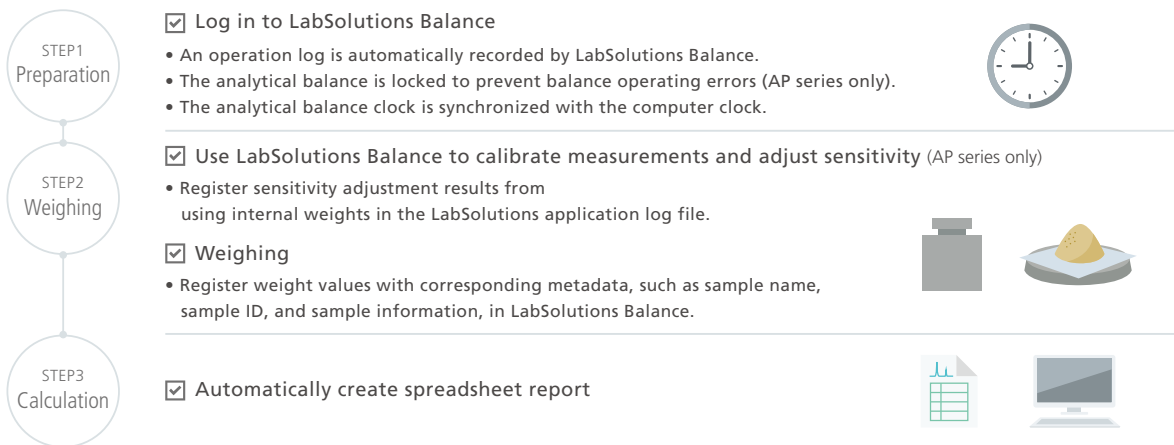 STEP1
Preparation
Log in to LabSolutions Balance
• An operation log is automatically recorded by LabSolutions Balance.
• The analytical balance is locked to prevent balance operating errors (AP series only).
• The analytical balance clock is synchronized with the computer clock.
STEP2
Weighing
Use LabSolutions Balance to calibrate measurements and adjust sensitivity (AP series only)
• Register sensitivity adjustment results from
using internal weights in the LabSolutions application log file.
Weighing
• Register weight values with corresponding metadata, such as sample name,
sample ID, and sample information, in LabSolutions Balance.
STEP3
Calculation
Automatically create spreadsheet report